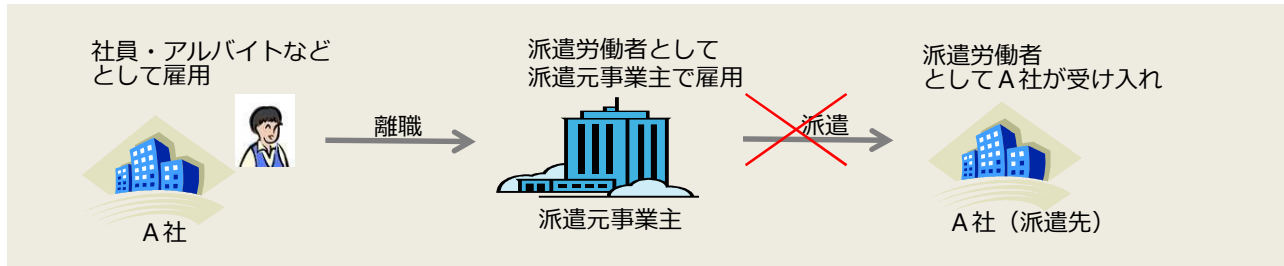 社員・アルバイトなど
として雇用
離職
A社
派遣労働者として
派遣元事業主で雇用
派遣
派遣元事業主
派遣労働者
としてA社が受け入れ
A社（派遣先）